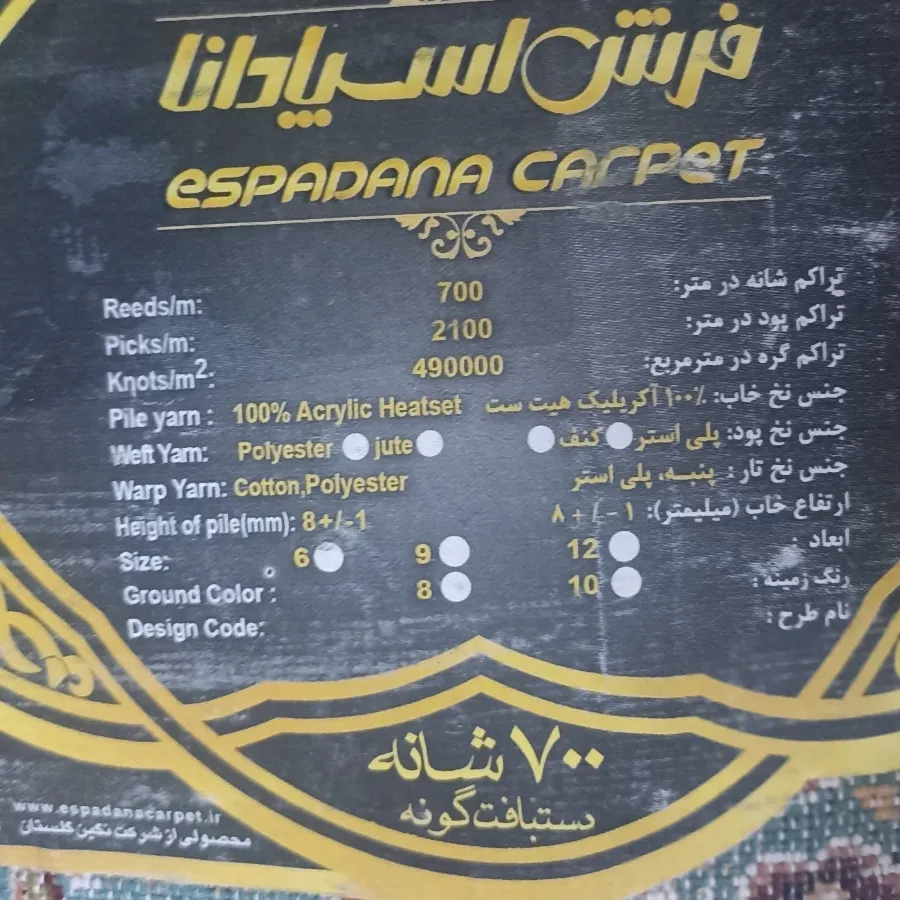 فرش اسپادانا
ESPADANA CARPET
Reeds/m: 700 تراکم شانه در متر:
Picks/m: 2100 تراکم پود در متر:
Knots/m²: 490000 تراکم گره در مترمربع:
Pile yarn : 100% Acrylic Heatset جنس نخ خاب: ۱۰۰٪ آکریلیک هیت ست
Weft Yarn: Polyester jute جنس نخ پود: پلی استر کنف
Warp Yarn: Cotton,Polyester جنس نخ تار : پنبه، پلی استر
Height of pile(mm): 8+/-1 ارتفاع خاب (میلیمتر): ۱ -/+ ۸
Size: 6 9 12 ابعاد :
Ground Color : 8 10 رنگ زمینه :
Design Code: نام طرح :
۷۰۰ شانه
دستبافت گونه
www.espadanacarpet.ir
محصولی از شرکت نگین گلستان